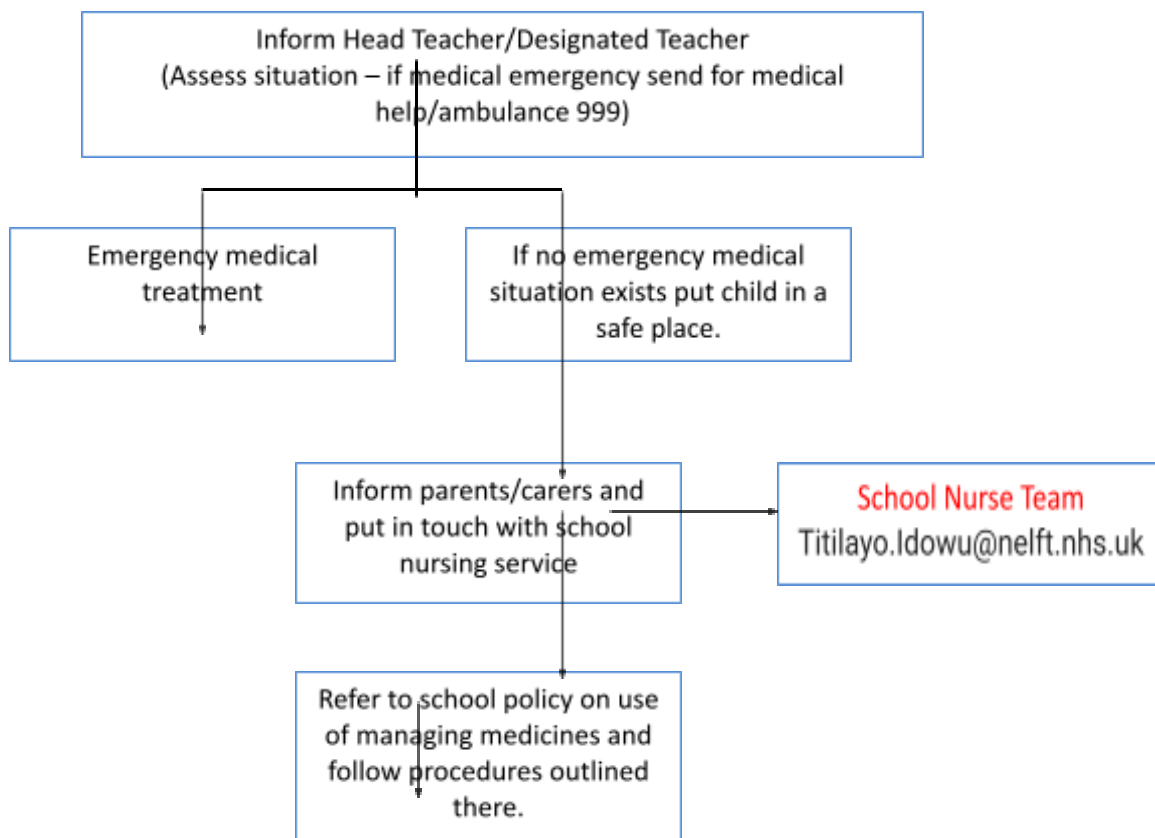 Inform Head Teacher/Designated Teacher
(Assess situation – if medical emergency send for medical
help/ambulance 999)
Emergency medical
treatment
If no emergency medical
situation exists put child in a
safe place.
Inform parents/carers and
put in touch with school
nursing service
School Nurse Team
Titilayo.Idowu@nelft.nhs.uk
Refer to school policy on use
of managing medicines and
follow procedures outlined
there.